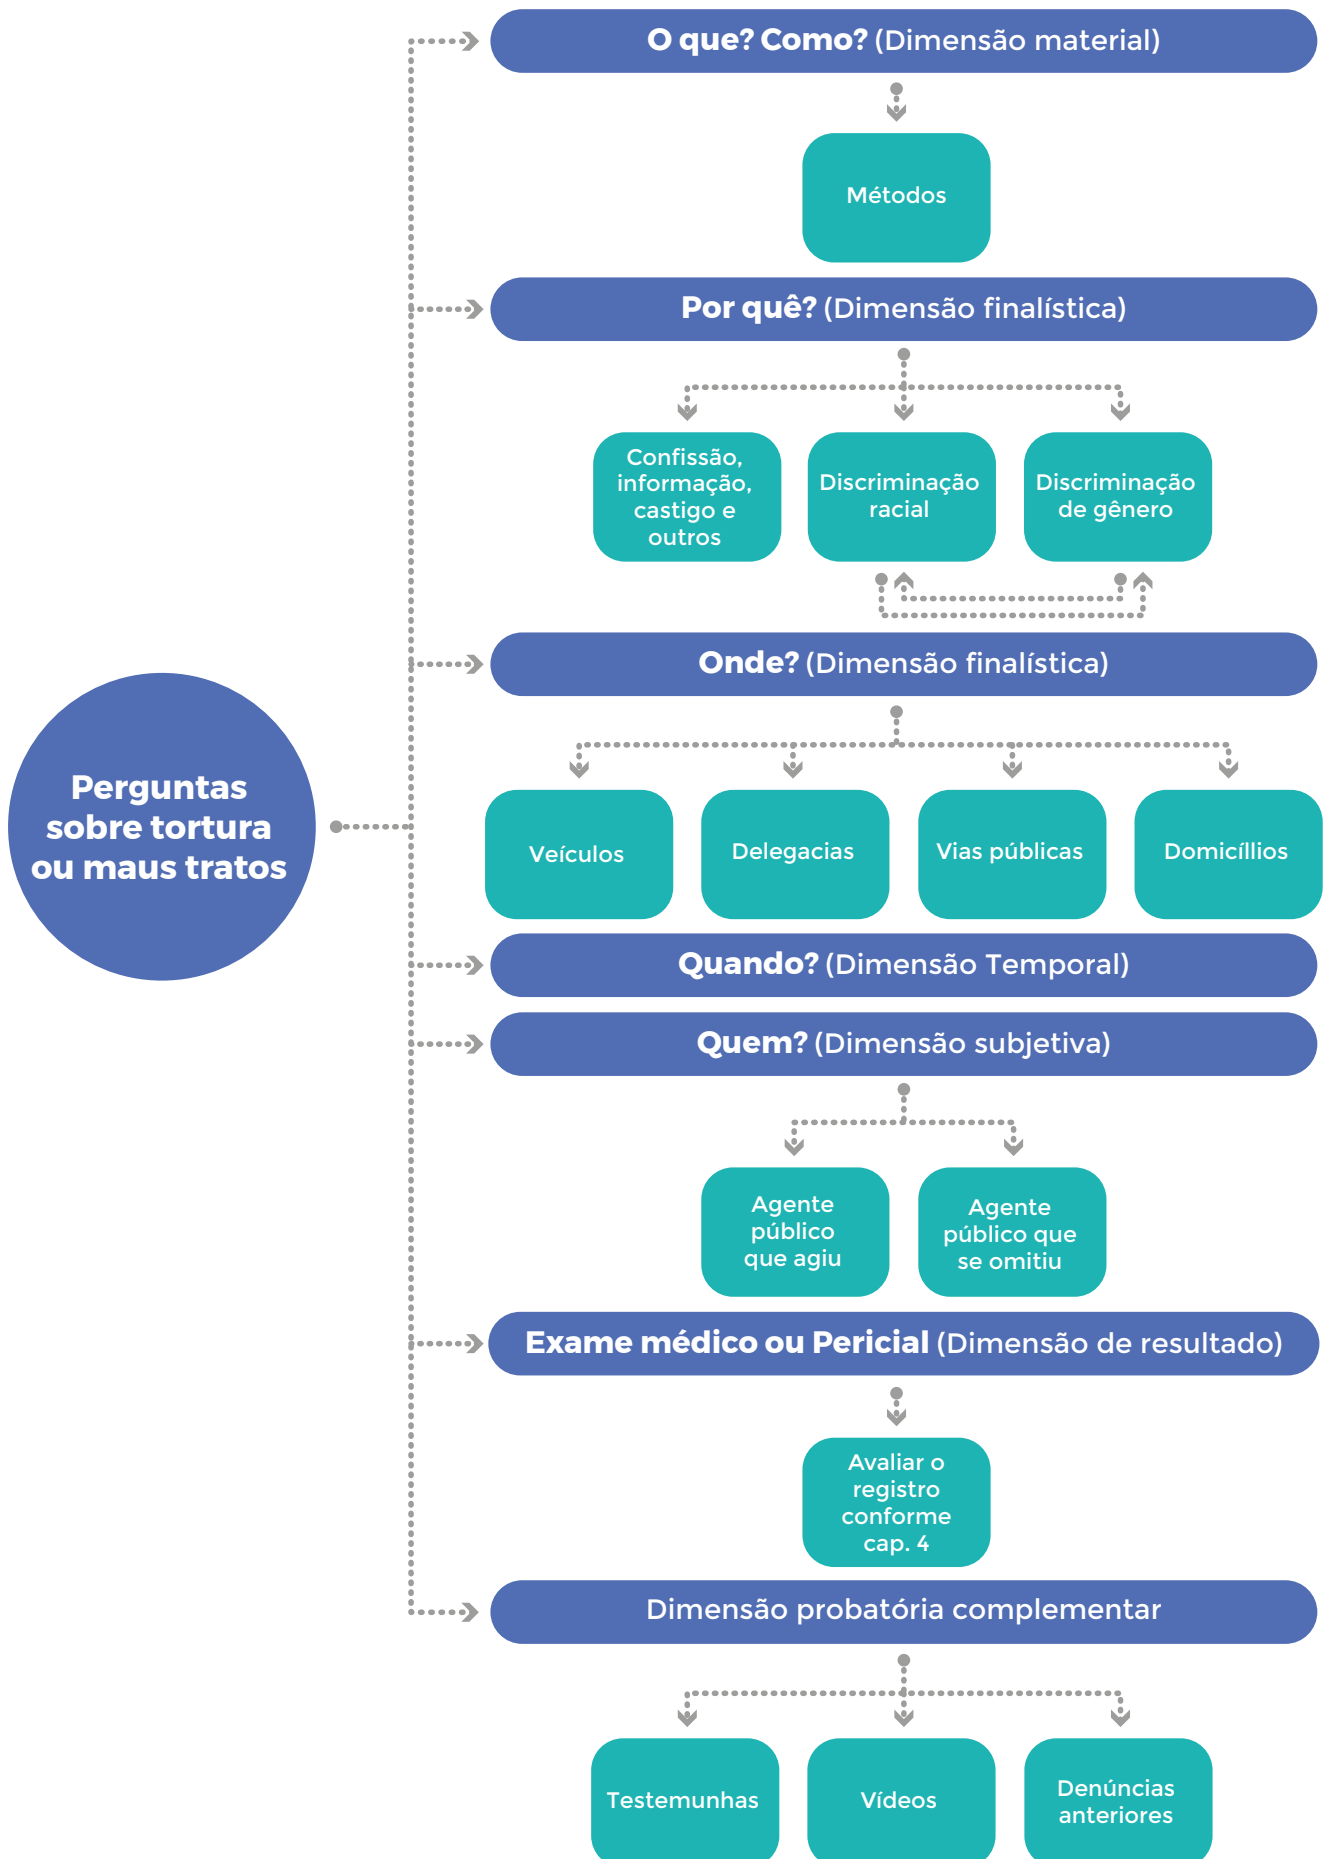 O que? Como? (Dimensão material)
Métodos
Por quê? (Dimensão finalística)
Confissão,
informação,
castigo e
outros
Discriminação
racial
Discriminação
de gênero
Onde? (Dimensão finalística)
Perguntas
sobre tortura
ou maus tratos
Veículos
Delegacias
Vias públicas
Domicíllios
Quando? (Dimensão Temporal)
Quem? (Dimensão subjetiva)
Agente
público
que agiu
Agente
público que
se omitiu
Exame médico ou Pericial (Dimensão de resultado)
Avaliar o
registro
conforme
cap. 4
Dimensão probatória complementar
Testemunhas
Vídeos
Denúncias
anteriores